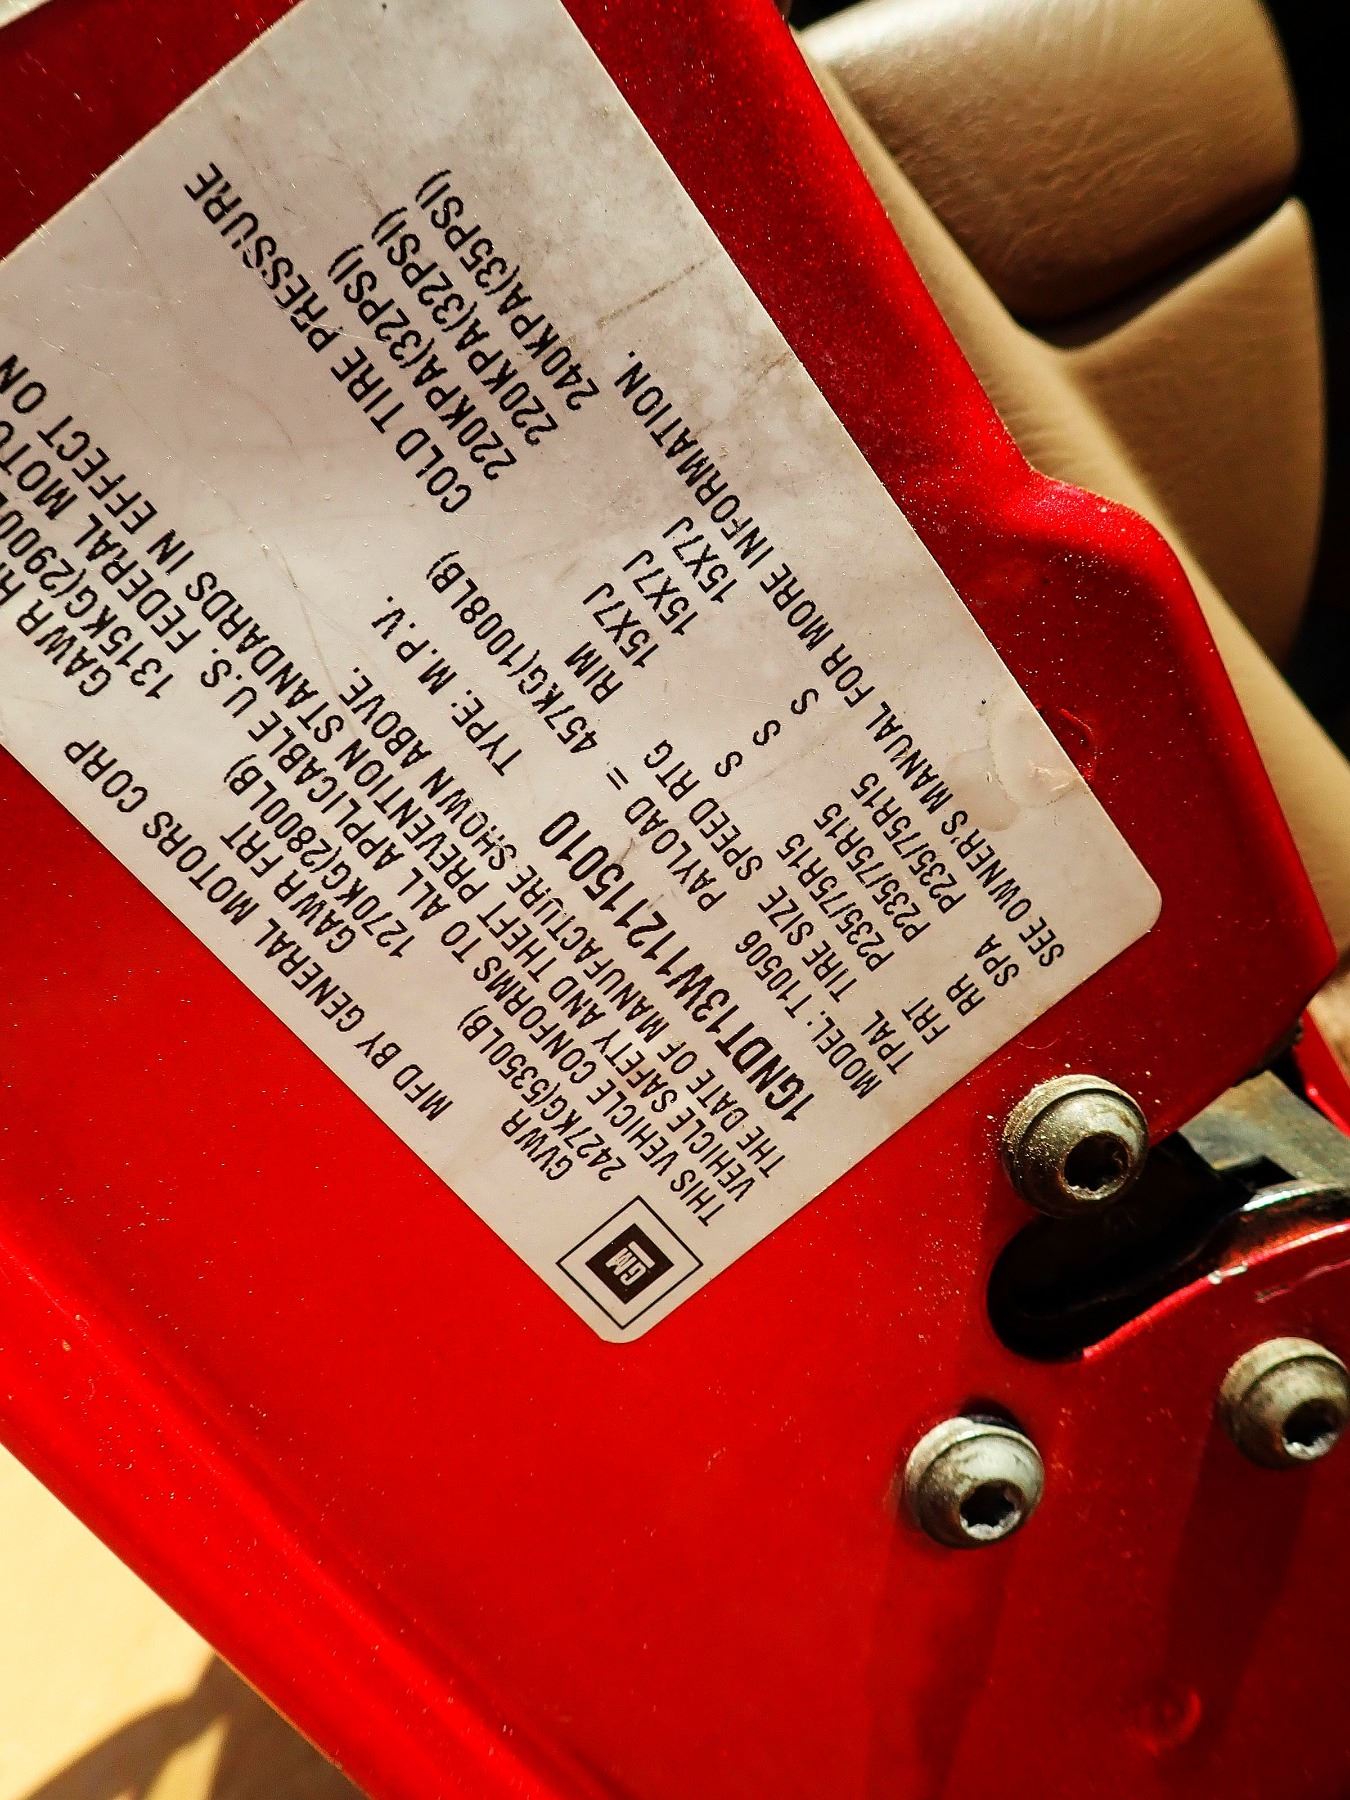 MFD BY GENERAL MOTORS CORP
GVWR GAWR FRT GAWR
2427KG(5350LB) 1270KG(2800LB) 1315KG(2900
THIS VEHICLE CONFORMS TO ALL APPLICABLE U.S. FEDERAL
VEHICLE SAFETY AND THEFT PREVENTION STANDARDS IN EFFECT ON
THE DATE OF MANUFACTURE SHOWN ABOVE.
1GNDT13W112115010 TYPE: M.P.V.
MODEL: T10506 PAYLOAD = 457KG(1008LB)
TPAL TIRE SIZE SPEED RTG RIM COLD TIRE PRESSURE
FRT P235/75R15 S 15X7J 220KPA(32PSI)
RR P235/75R15 S 15X7J 220KPA(32PSI)
SPA P235/75R15 S 15X7J 240KPA(35PSI)
SEE OWNER'S MANUAL FOR MORE INFORMATION.
GM